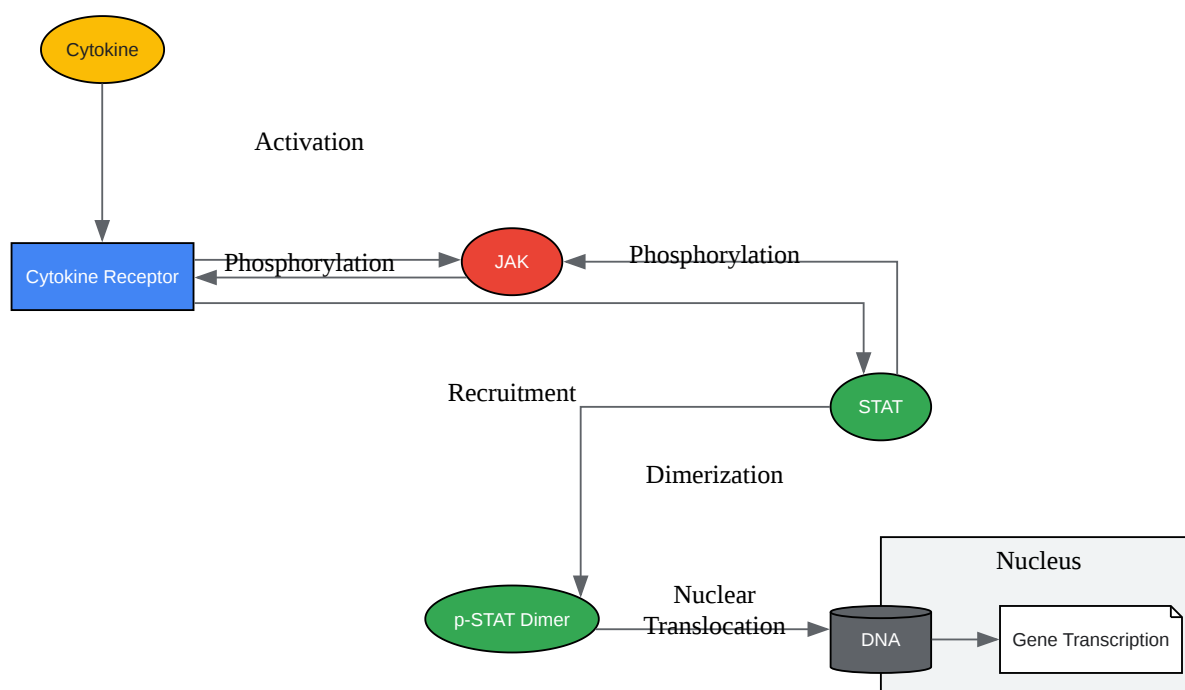 Cytokine
Activation
Phosphorylation
JAK
Phosphorylation
Cytokine Receptor
Recruitment
STAT
Dimerization
Nucleus
Nuclear
Translocation
p-STAT Dimer
DNA
Gene Transcription